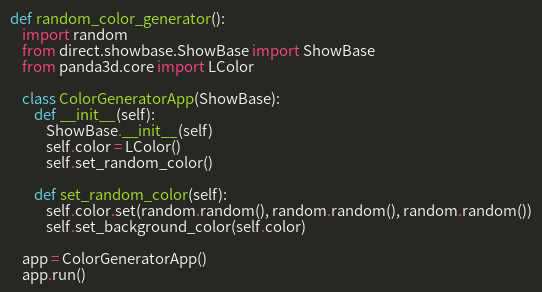 def random_color_generator():
    import random
    from direct.showbase.ShowBase import ShowBase
    from panda3d.core import LColor

    class ColorGeneratorApp(ShowBase):
        def __init__(self):
            ShowBase.__init__(self)
            self.color = LColor()
            self.set_random_color()

        def set_random_color(self):
            self.color.set(random.random(), random.random(), random.random())
            self.set_background_color(self.color)

    app = ColorGeneratorApp()
    app.run()